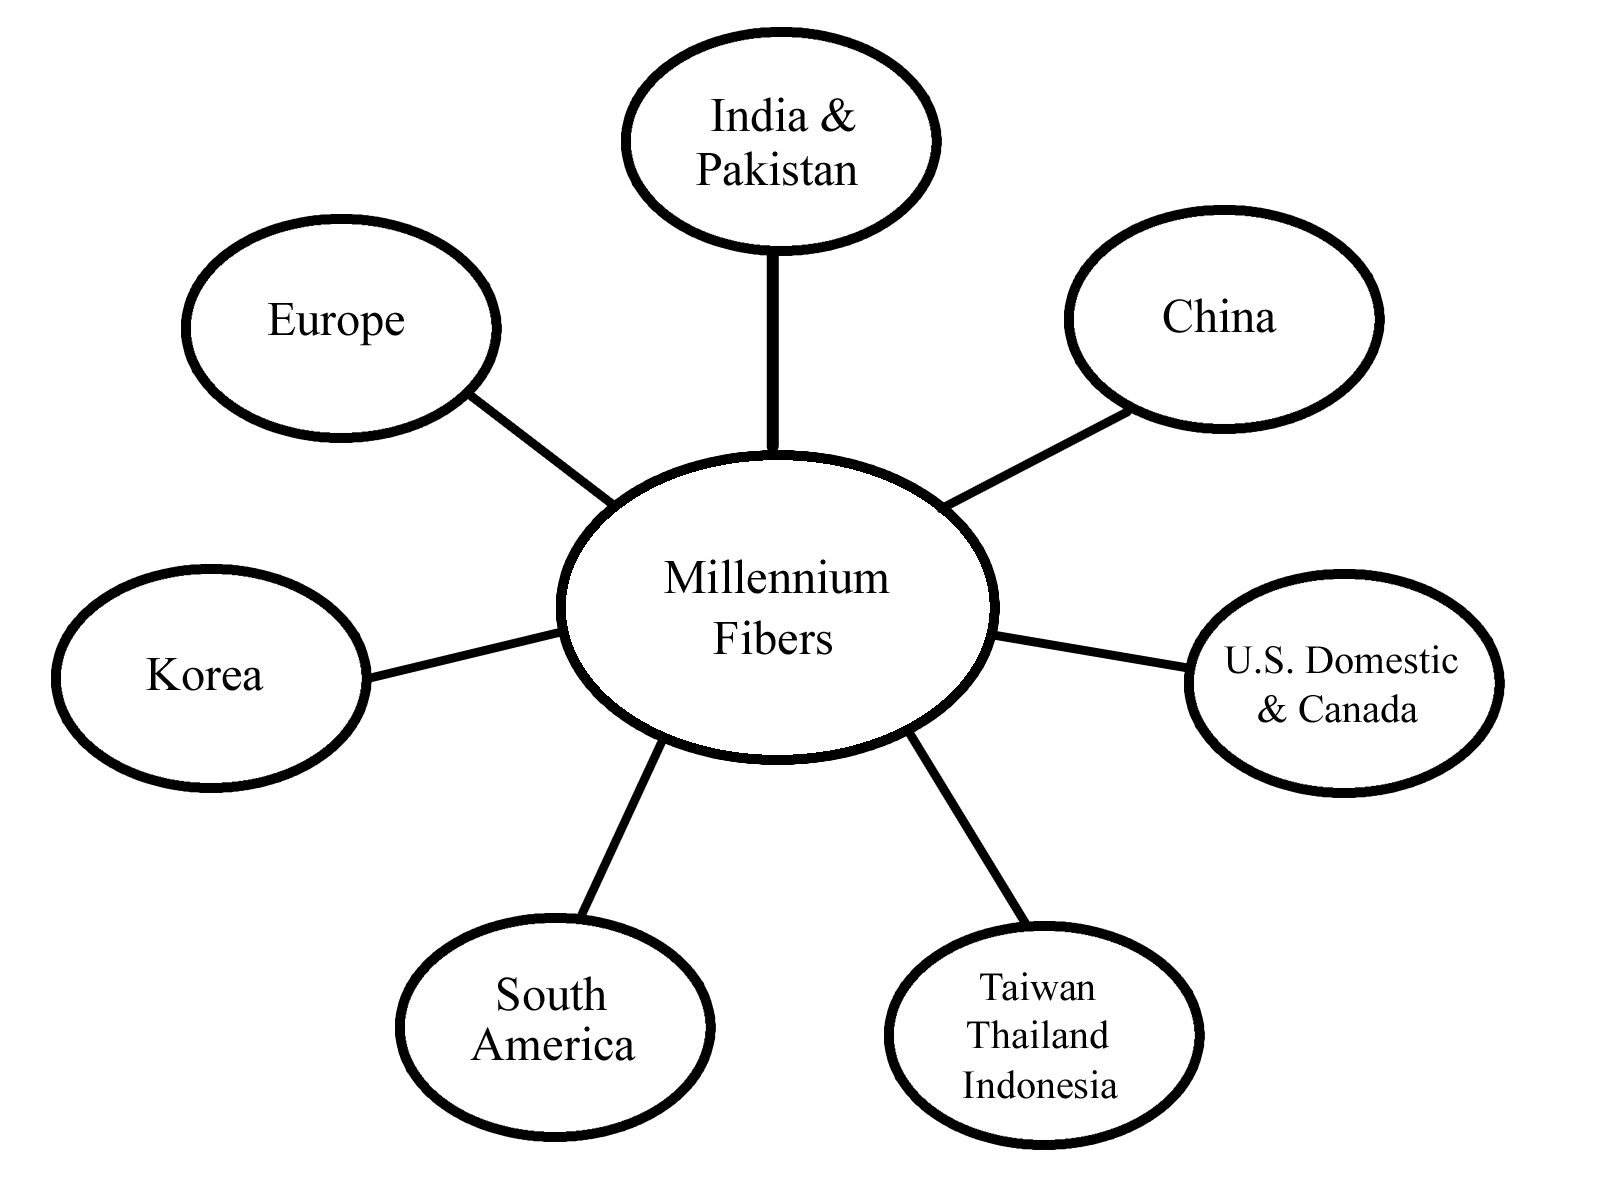 India &
Pakistan
Europe
China
Millennium
Fibers
Korea
U.S. Domestic
& Canada
South
America
Taiwan
Thailand
Indonesia